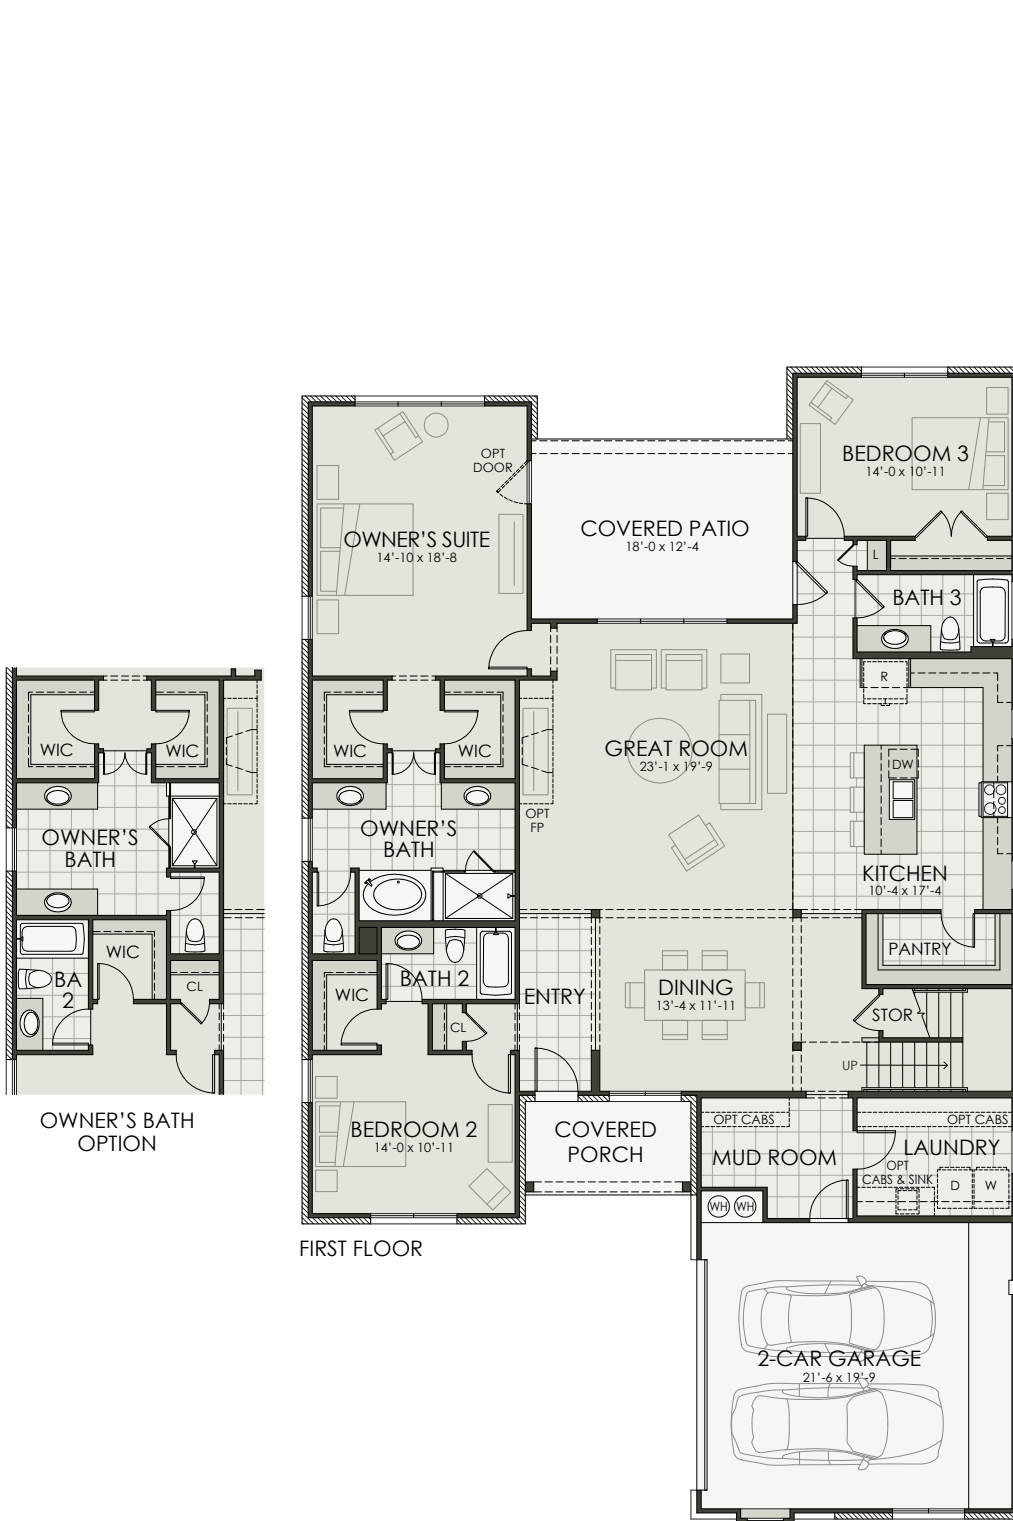 BEDROOM 3
14'-0 x 10'-11
OPT
DOOR
COVERED PATIO
18'-0 x 12'-4
OWNER'S SUITE
14'-10 x 18'-8
L
BATH 3
R
WIC
WIC
WIC
WIC
GREAT ROOM
23'-1 x 19'-9
DW
OPT
FP
OWNER'S
BATH
OWNER'S
BATH
KITCHEN
10'-4 x 17'-4
PANTRY
WIC
BA
2
CL
BATH 2
WIC
ENTRY
DINING
13'-4 x 11'-11
STOR
CL
UP
OWNER'S BATH
OPTION
BEDROOM 2
14'-0 x 10'-11
COVERED
PORCH
OPT CABS
MUD ROOM
OPT CABS
LAUNDRY
OPT
CABS & SINK
D
W
WH
WH
FIRST FLOOR
2-CAR GARAGE
21'-6 x 19'-9